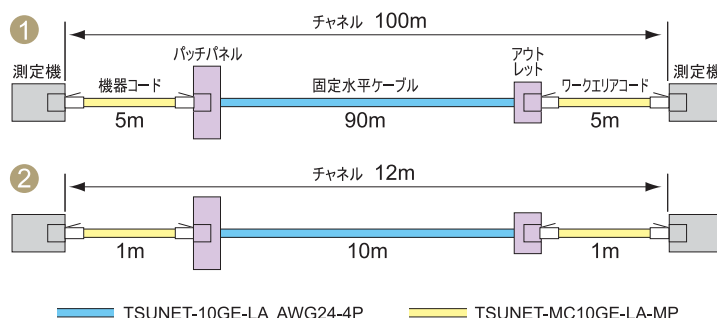 1
チャネル 100m
測定機
機器コード
パッチパネル
固定水平ケーブル
アウト
レット
ワークエリアコード
測定機
5m
90m
5m
2
チャネル 12m
1m
10m
1m
TSUNET-10GE-LA AWG24-4P
TSUNET-MC10GE-LA-MP